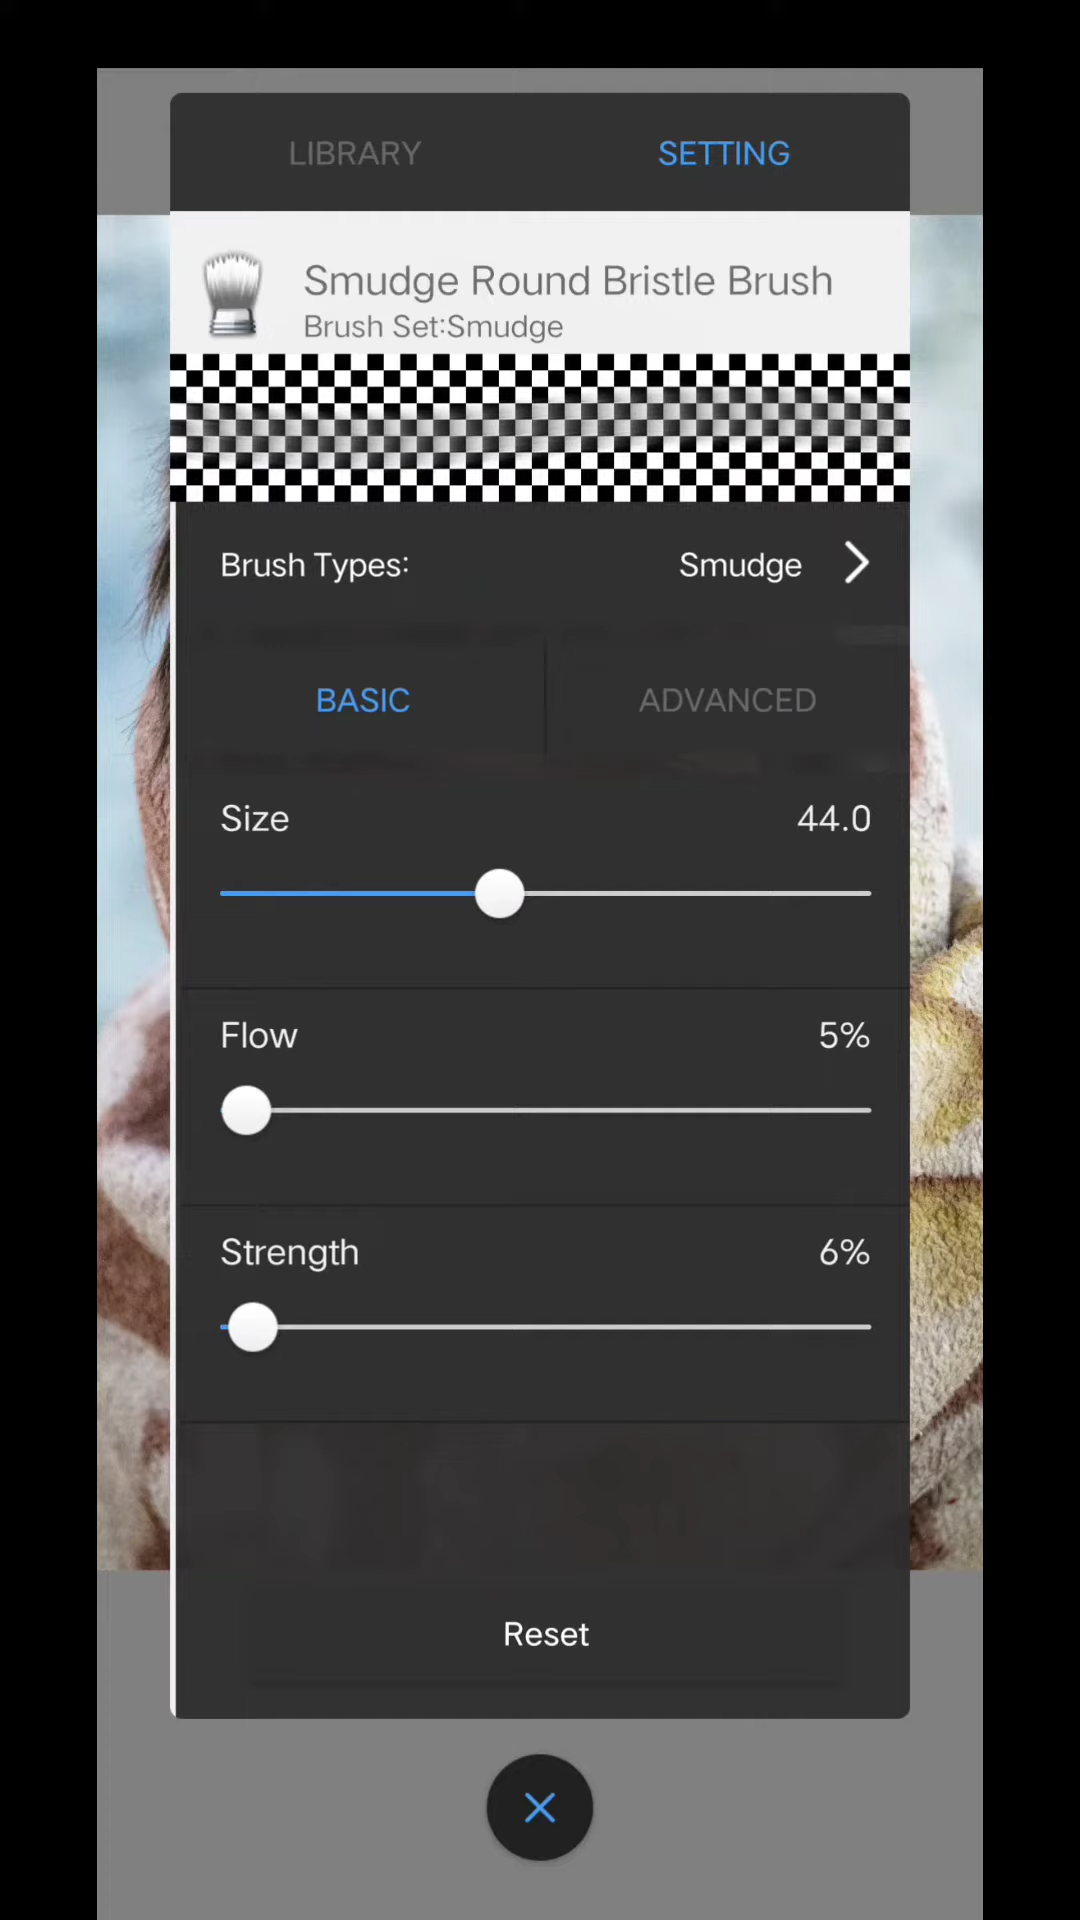 LIBRARY SETTING
Smudge Round Bristle Brush
Brush Set:Smudge
Brush Types: Smudge
BASIC ADVANCED
Size 44.0
Flow 5%
Strength 6%
Reset